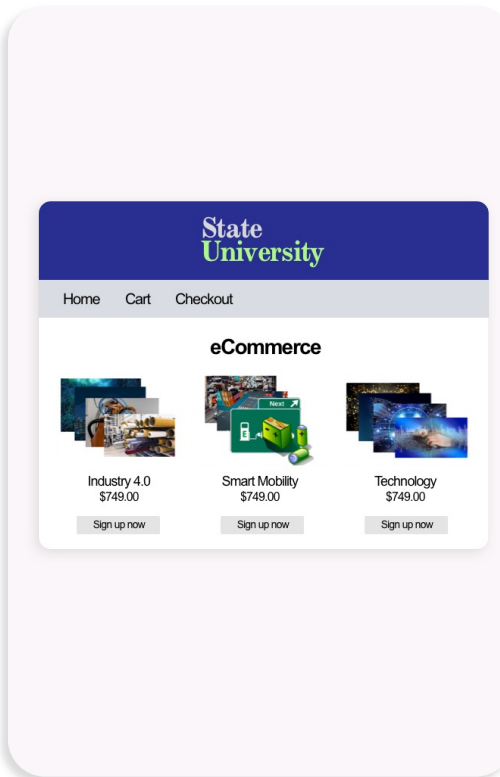 State
University
Home Cart Checkout
eCommerce
Next
E
Industry 4.0 Smart Mobility Technology
$749.00 $749.00 $749.00
Sign up now Sign up now Sign up now